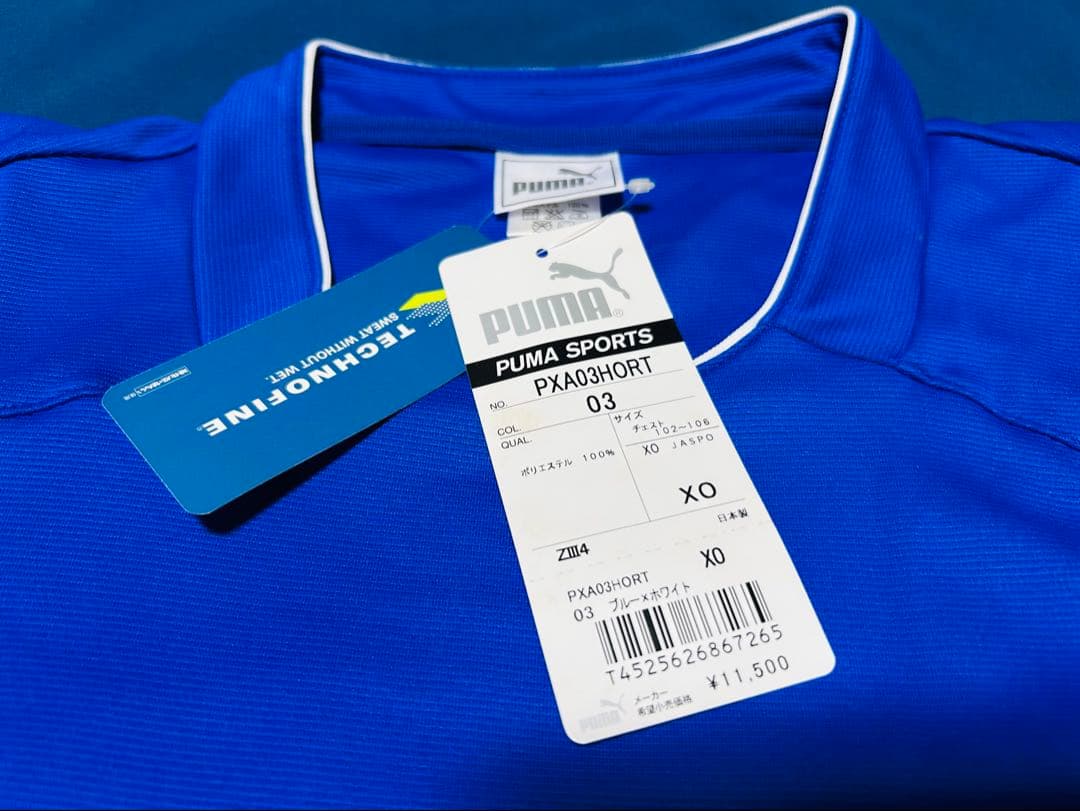 PUMA
TECHNOFINE
SWEAT WITHOUT WET.
PUMA®
PUMA SPORTS
NO. PXA03HORT
COL. 03
QUAL.
ポリエステル 100%
サイズ
チェスト
102~106
XO JASPO
XO
日本製
ZⅢ4
XO
PXA03HORT
03 ブルー×ホワイト
T4525626867265
¥11,500
PUMA
メーカー
希望小売価格